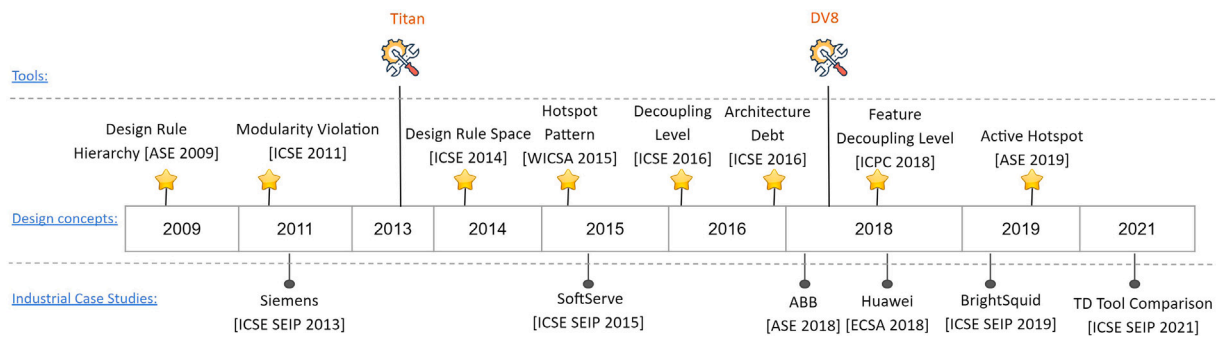 Titan
DV8
Tools:
Design Rule
Hierarchy [ASE 2009]
Modularity Violation
[ICSE 2011]
Design Rule Space
[ICSE 2014]
Hotspot
Pattern
[WICSA 2015]
Decoupling
Level
[ICSE 2016]
Architecture
Debt
[ICSE 2016]
Feature
Decoupling Level
[ICPC 2018]
Active Hotspot
[ASE 2019]
Design concepts:
2009
2011
2013
2014
2015
2016
2018
2019
2021
Industrial Case Studies:
Siemens
[ICSE SEIP 2013]
SoftServe
[ICSE SEIP 2015]
ABB
[ASE 2018]
Huawei
[ECSA 2018]
BrightSquid
[ICSE SEIP 2019]
TD Tool Comparison
[ICSE SEIP 2021]